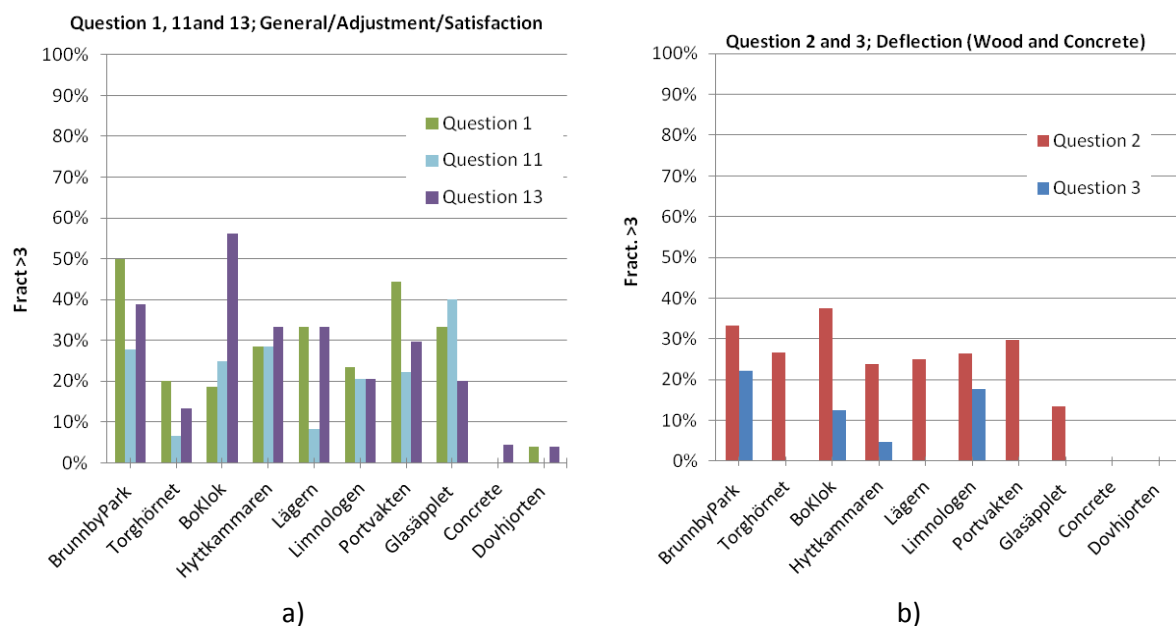 Question 1, 11and 13; General/Adjustment/Satisfaction
100%
90%
80%
70%
60%
50%
40%
30%
20%
10%
0%
Fract >3
Question 1
Question 11
Question 13
BrunnbyPark
Torghörnet
BoKlok
Hyttkammaren
Lägern
Limnologen
Portvakten
Glasäpplet
Concrete
Dovhjorten
a)
Question 2 and 3; Deflection (Wood and Concrete)
100%
90%
80%
70%
60%
50%
40%
30%
20%
10%
0%
Fract. >3
Question 2
Question 3
BrunnbyPark
Torghörnet
BoKlok
Hyttkammaren
Lägern
Limnologen
Portvakten
Glasäpplet
Concrete
Dovhjorten
b)